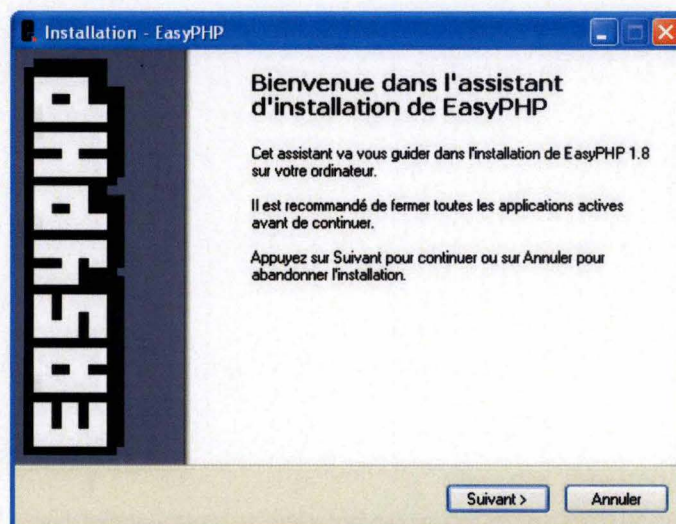 Installation - EasyPHP
EASYPHP
Bienvenue dans l'assistant
d'installation de EasyPHP
Cet assistant va vous guider dans l'installation de EasyPHP 1.8
sur votre ordinateur.
Il est recommandé de fermer toutes les applications actives
avant de continuer.
Appuyez sur Suivant pour continuer ou sur Annuler pour
abandonner l'installation.
Suivant >
Annuler